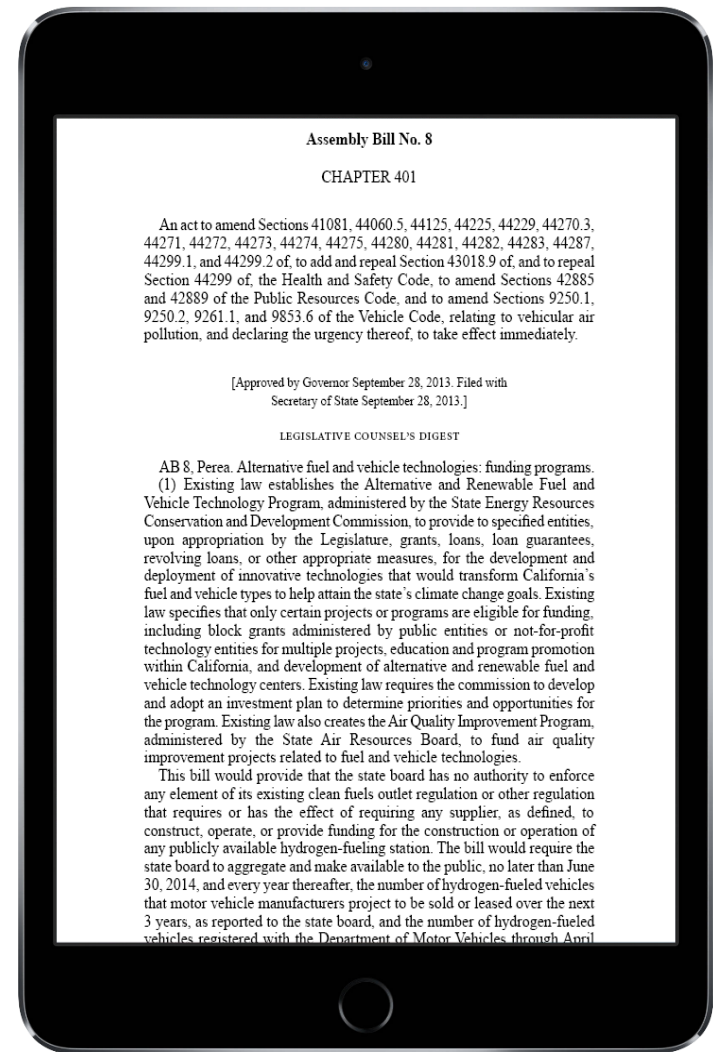 Assembly Bill No. 8
CHAPTER 401
An act to amend Sections 41081, 44060.5, 44125, 44225, 44229, 44270.3,
44271, 44272, 44273, 44274, 44275, 44280, 44281, 44282, 44283, 44287,
44299.1, and 44299.2 of, to add and repeal Section 43018.9 of, and to repeal
Section 44299 of, the Health and Safety Code, to amend Sections 42885
and 42889 of the Public Resources Code, and to amend Sections 9250.1,
9250.2, 9261.1, and 9853.6 of the Vehicle Code, relating to vehicular air
pollution, and declaring the urgency thereof, to take effect immediately.
[Approved by Governor September 28, 2013. Filed with
Secretary of State September 28, 2013.]
LEGISLATIVE COUNSEL’S DIGEST
AB 8, Perea. Alternative fuel and vehicle technologies: funding programs.
(1) Existing law establishes the Alternative and Renewable Fuel and
Vehicle Technology Program, administered by the State Energy Resources
Conservation and Development Commission, to provide to specified entities,
upon appropriation by the Legislature, grants, loans, loan guarantees,
revolving loans, or other appropriate measures, for the development and
deployment of innovative technologies that would transform California’s
fuel and vehicle types to help attain the state’s climate change goals. Existing
law specifies that only certain projects or programs are eligible for funding,
including block grants administered by public entities or not-for-profit
technology entities for multiple projects, education and program promotion
within California, and development of alternative and renewable fuel and
vehicle technology centers. Existing law requires the commission to develop
and adopt an investment plan to determine priorities and opportunities for
the program. Existing law also creates the Air Quality Improvement Program,
administered by the State Air Resources Board, to fund air quality
improvement projects related to fuel and vehicle technologies.
This bill would provide that the state board has no authority to enforce
any element of its existing clean fuels outlet regulation or other regulation
that requires or has the effect of requiring any supplier, as defined, to
construct, operate, or provide funding for the construction or operation of
any publicly available hydrogen-fueling station. The bill would require the
state board to aggregate and make available to the public, no later than June
30, 2014, and every year thereafter, the number of hydrogen-fueled vehicles
that motor vehicle manufacturers project to be sold or leased over the next
3 years, as reported to the state board, and the number of hydrogen-fueled
vehicles registered with the Department of Motor Vehicles through April